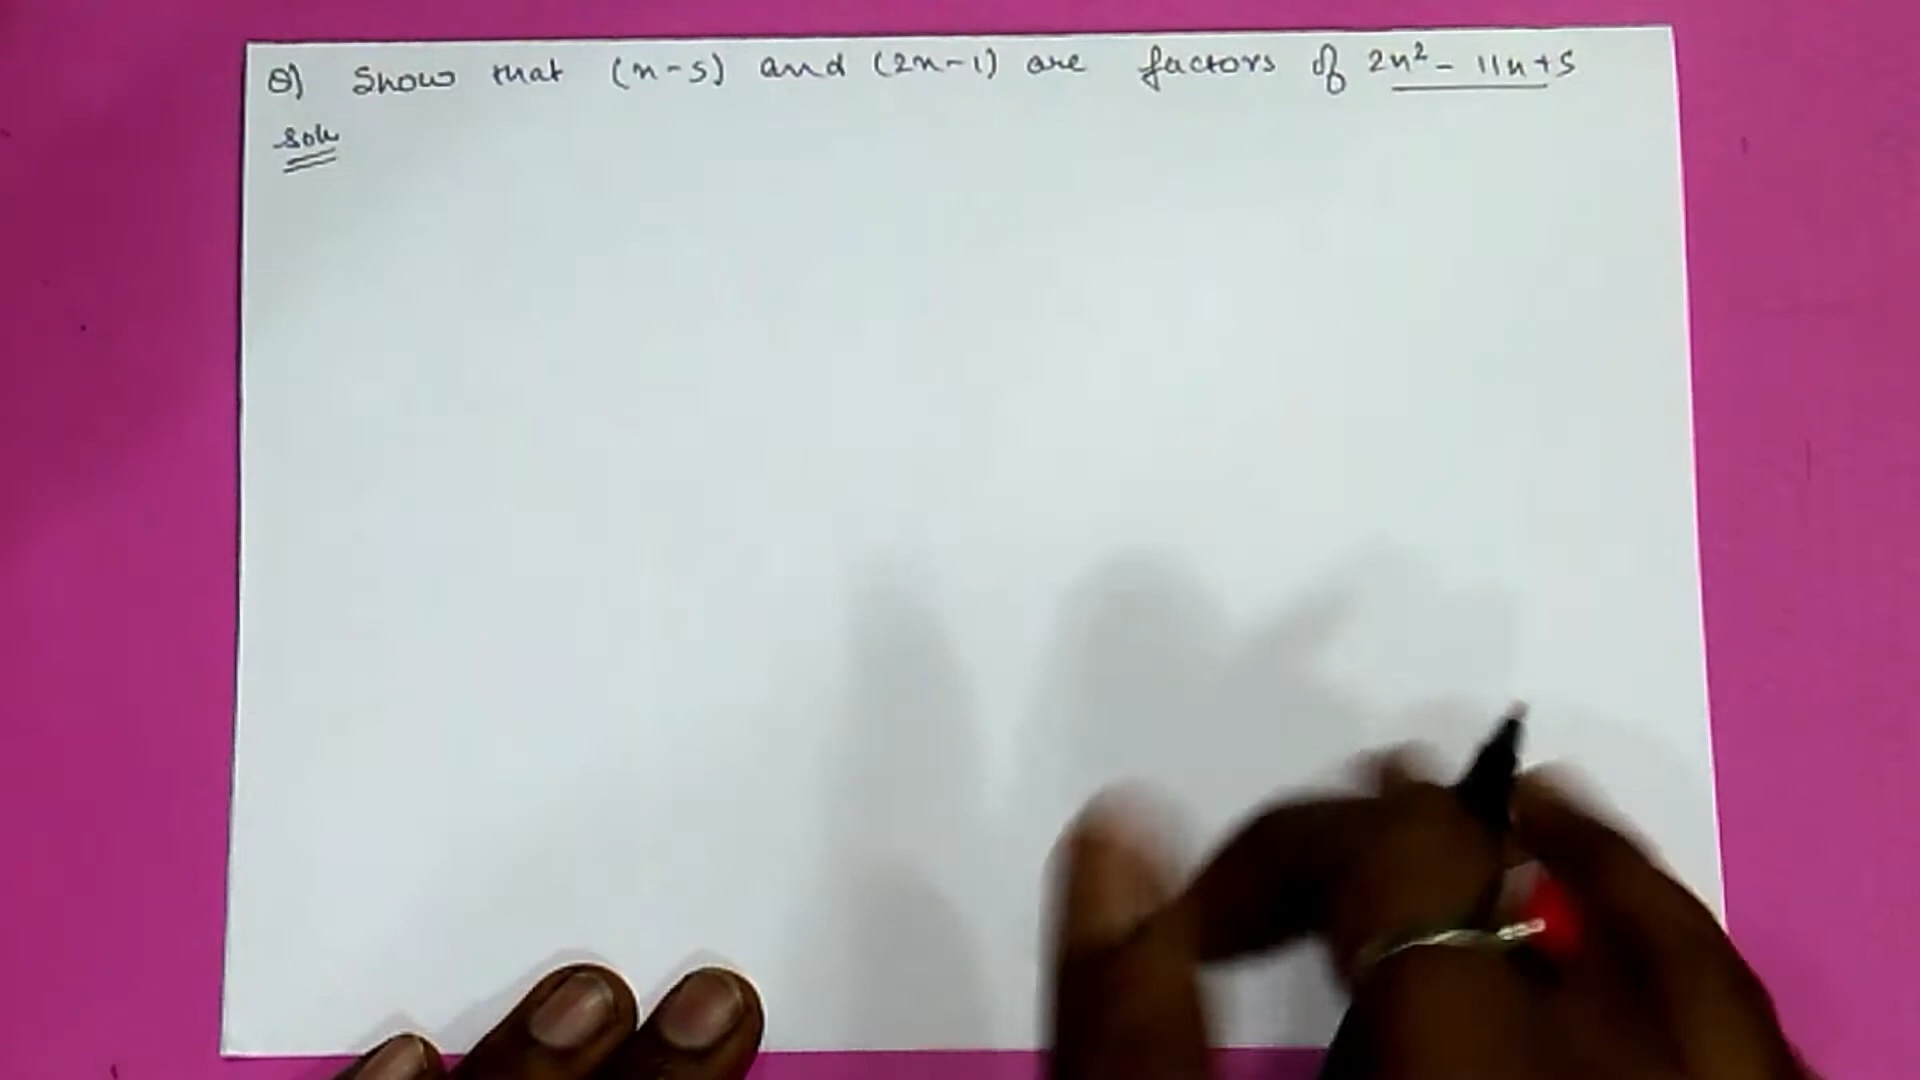 Q) Show that (x-5) and (2x-1) are factors of 2x² - 11x+5
Soln